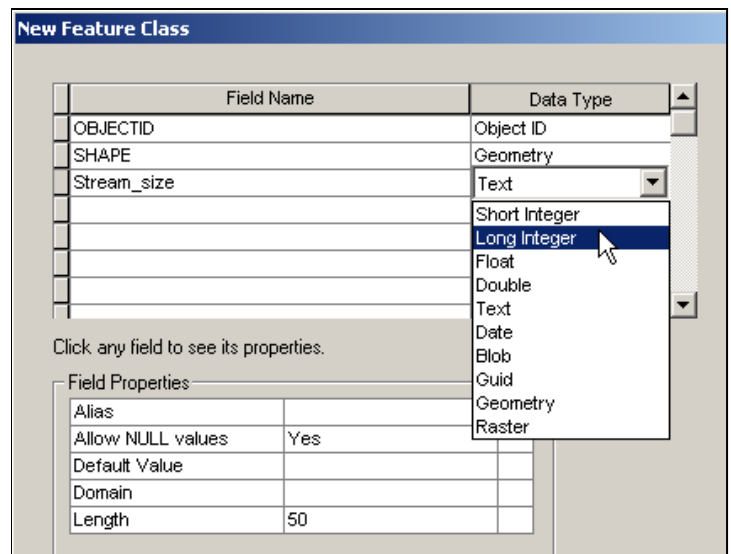 New Feature Class
Field Name Data Type
OBJECTID Object ID
SHAPE Geometry
Stream_size Text
Short Integer
Long Integer
Float
Double
Text
Date
Blob
Guid
Geometry
Raster
Click any field to see its properties.
Field Properties
Alias
Allow NULL values Yes
Default Value
Domain
Length 50